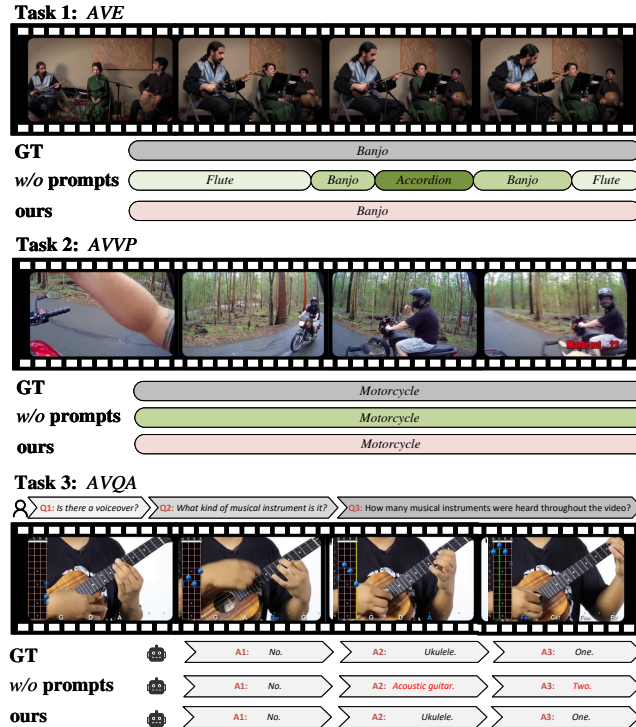 Task 1: AVE
GT
Banjo
w/o prompts
Flute
Banjo
Accordion
Banjo
Flute
ours
Banjo
Task 2: AVVP
GT
Motorcycle
w/o prompts
Motorcycle
ours
Motorcycle
Task 3: AVQA
Q1: Is there a voiceover?
Q2: What kind of musical instrument is it?
Q3: How many musical instruments were heard throughout the video?
G D A
G
G D A
GT
A1: No.
A2: Ukulele.
A3: One.
w/o prompts
A1: No.
A2: Acoustic guitar.
A3: Two.
ours
A1: No.
A2: Ukulele.
A3: One.